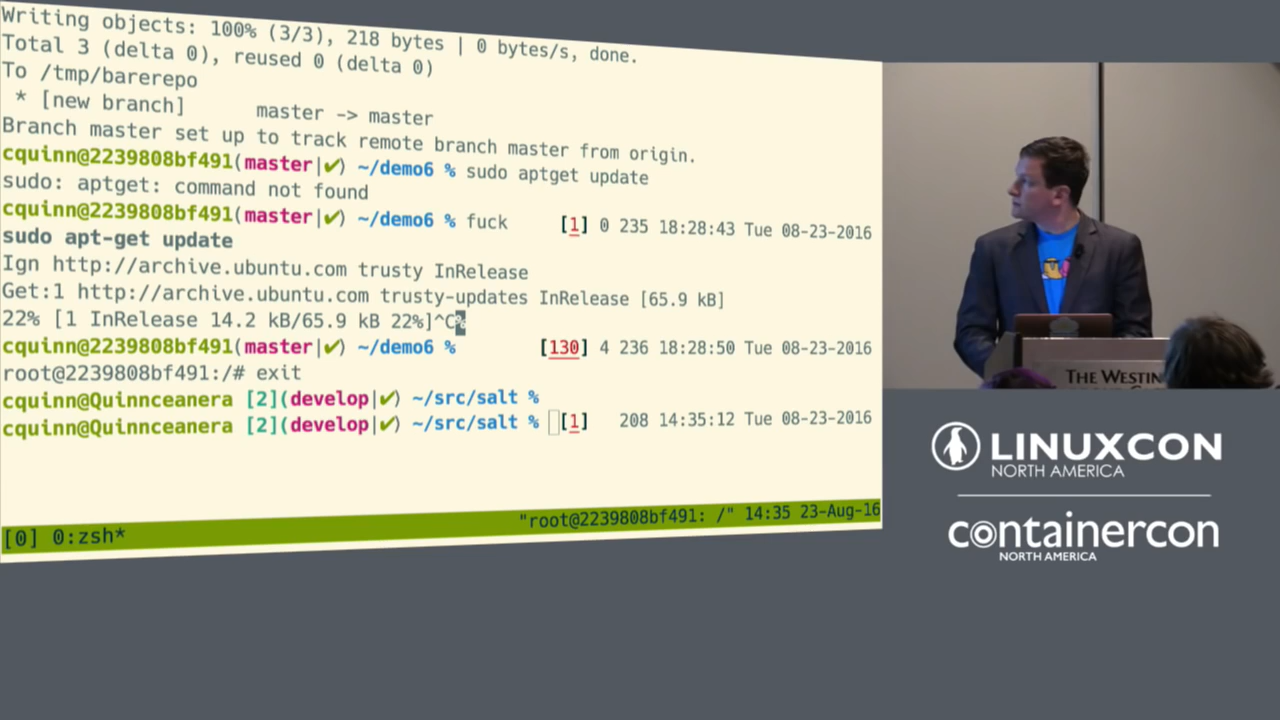 Writing objects: 100% (3/3), 218 bytes | 0 bytes/s, done.
Total 3 (delta 0), reused 0 (delta 0)
To /tmp/barerepo
* [new branch] master -> master
Branch master set up to track remote branch master from origin.
cquinn@2239808bf491(master|✔) ~/demo6 % sudo aptget update
sudo: aptget: command not found
cquinn@2239808bf491(master|✔) ~/demo6 % fuck [1] 0 235 18:28:43 Tue 08-23-2016
sudo apt-get update
Ign http://archive.ubuntu.com trusty InRelease
Get:1 http://archive.ubuntu.com trusty-updates InRelease [65.9 kB]
22% [1 InRelease 14.2 kB/65.9 kB 22%]^C%
cquinn@2239808bf491(master|✔) ~/demo6 % [130] 4 236 18:28:50 Tue 08-23-2016
root@2239808bf491:/# exit
cquinn@Quinnceanera [2](develop|✔) ~/src/salt %
cquinn@Quinnceanera [2](develop|✔) ~/src/salt % [1] 208 14:35:12 Tue 08-23-2016
[0] 0:zsh* "root@2239808bf491: /" 14:35 23-Aug-16
THE WESTIN
LINUXCON
NORTH AMERICA
containercon
NORTH AMERICA